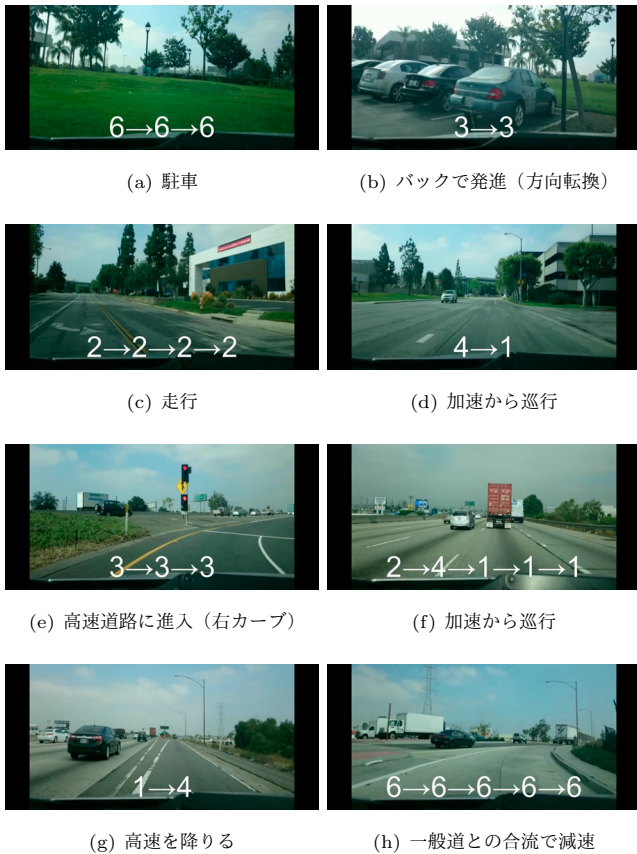 6→6→6
3→3
(a) 駐車
(b) バックで発進（方向転換）
2→2→2→2
4→1
(c) 走行
(d) 加速から巡行
3→3→3
2→4→1→1→1
(e) 高速道路に進入（右カーブ）
(f) 加速から巡行
1→4
6→6→6→6→6
(g) 高速を降りる
(h) 一般道との合流で減速